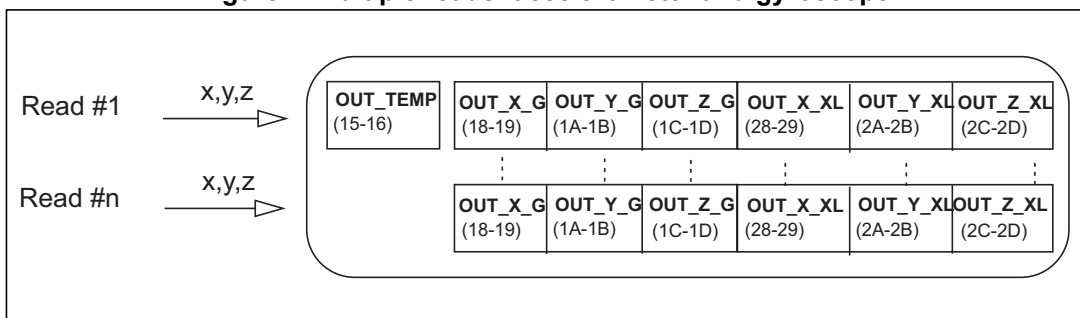 Read #1
x,y,z
OUT_TEMP
(15-16)
OUT_X_G OUT_Y_G OUT_Z_G OUT_X_XL OUT_Y_XL OUT_Z_XL
(18-19) (1A-1B) (1C-1D) (28-29) (2A-2B) (2C-2D)
Read #n
x,y,z
OUT_X_G OUT_Y_G OUT_Z_G OUT_X_XL OUT_Y_XL OUT_Z_XL
(18-19) (1A-1B) (1C-1D) (28-29) (2A-2B) (2C-2D)